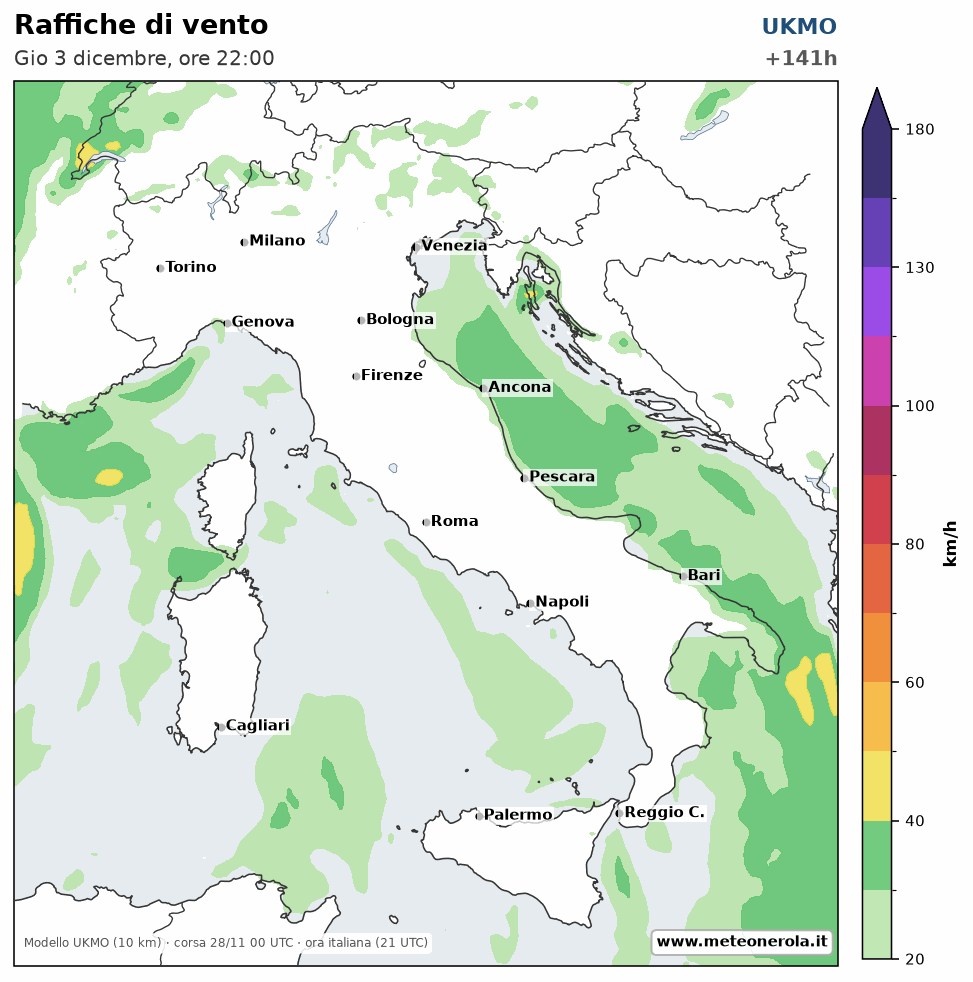 Raffiche di vento
UKMO
Gio 3 dicembre, ore 22:00
+141h
180
130
100
80
60
40
20
km/h
Milano
Venezia
Torino
Genova
Bologna
Firenze
Ancona
Pescara
Roma
Bari
Napoli
Cagliari
Palermo
Reggio C.
Modello UKMO (10 km) · corsa 28/11 00 UTC · ora italiana (21 UTC)
www.meteonerola.it